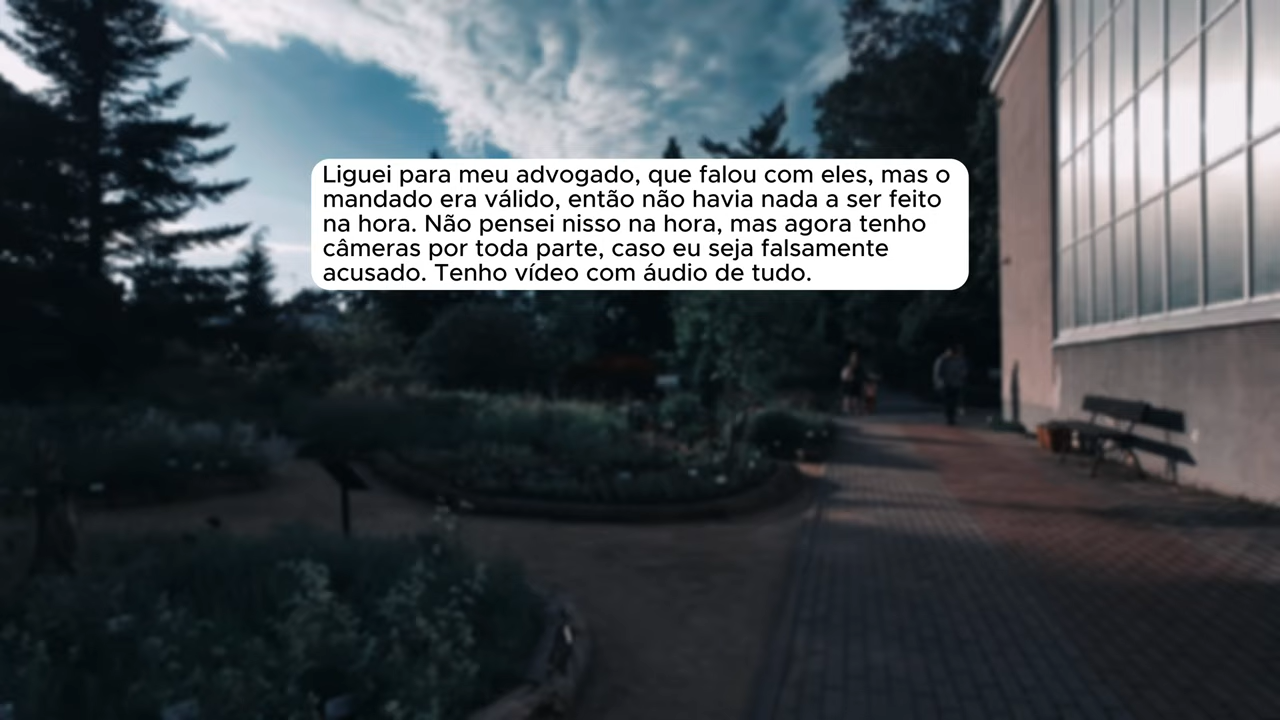 Liguei para meu advogado, que falou com eles, mas o
mandado era válido, então não havia nada a ser feito
na hora. Não pensei nisso na hora, mas agora tenho
câmeras por toda parte, caso eu seja falsamente
acusado. Tenho vídeo com áudio de tudo.